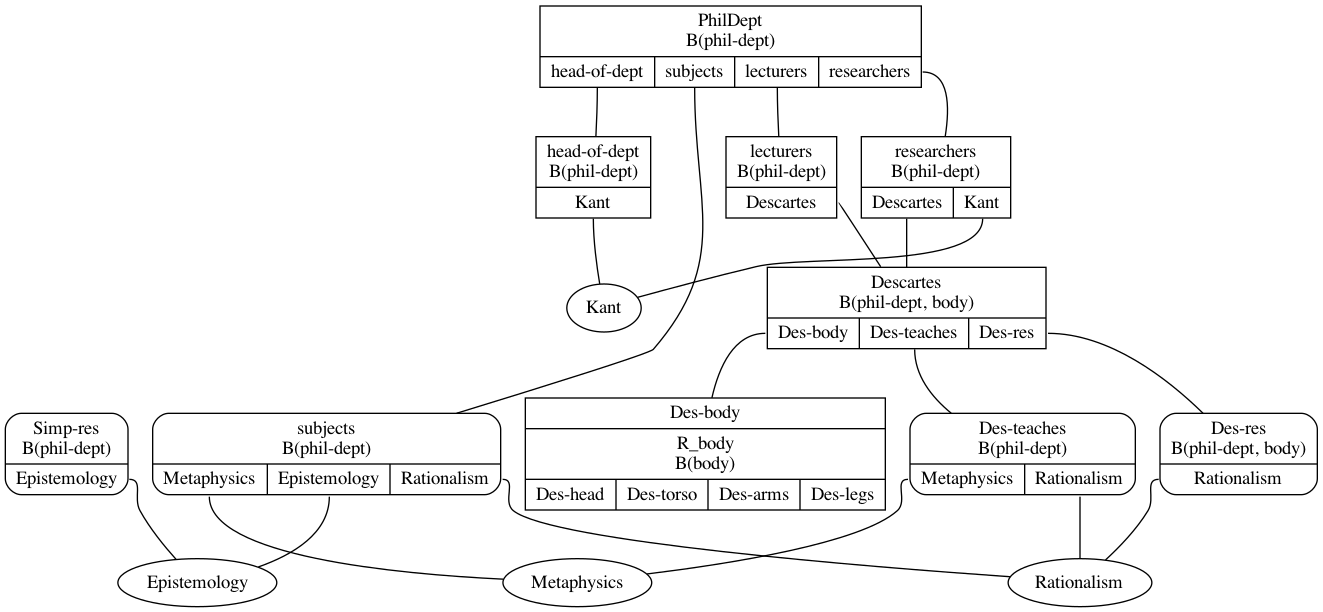 PhilDept
B(phil-dept)
head-of-dept subjects lecturers researchers
head-of-dept
B(phil-dept)
Kant
lecturers
B(phil-dept)
Descartes
researchers
B(phil-dept)
Descartes Kant
Kant
Descartes
B(phil-dept, body)
Des-body Des-teaches Des-res
Simp-res
B(phil-dept)
Epistemology
subjects
B(phil-dept)
Metaphysics Epistemology Rationalism
Des-body
R_body
B(body)
Des-head Des-torso Des-arms Des-legs
Des-teaches
B(phil-dept)
Metaphysics Rationalism
Des-res
B(phil-dept, body)
Rationalism
Epistemology
Metaphysics
Rationalism